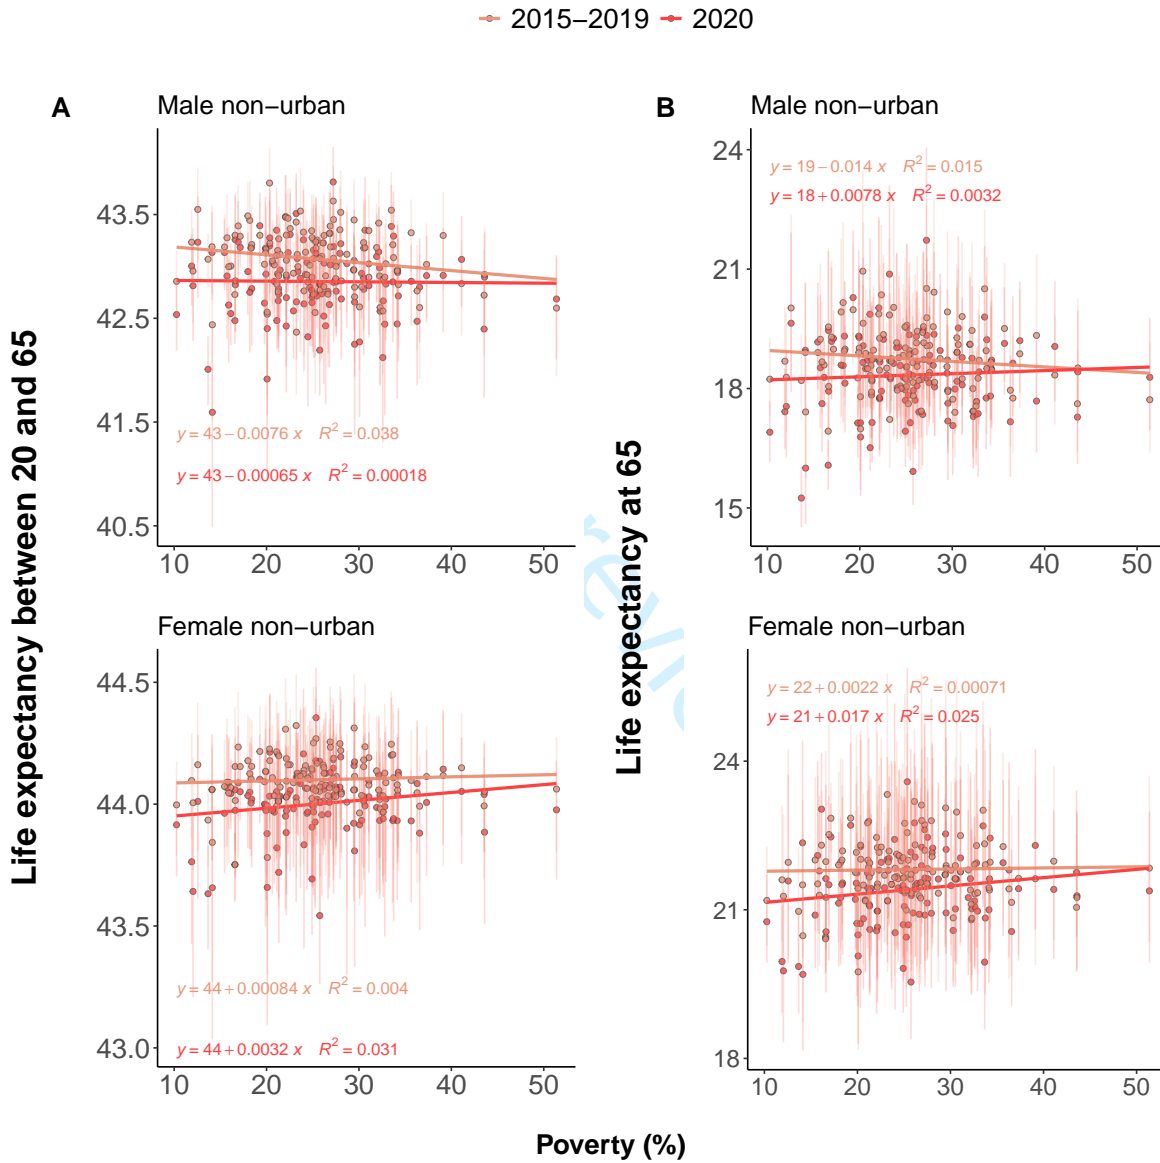 2015−2019 2020
A
Male non−urban
43.5
42.5
41.5
40.5
y = 43 − 0.0076 x R² = 0.038
y = 43 − 0.00065 x R² = 0.00018
10 20 30 40 50
B
Male non−urban
24
21
18
15
y = 19 − 0.014 x R² = 0.015
y = 18 + 0.0078 x R² = 0.0032
10 20 30 40 50
Life expectancy between 20 and 65
Life expectancy at 65
Female non−urban
44.5
44.0
43.5
43.0
y = 44 + 0.00084 x R² = 0.004
y = 44 + 0.0032 x R² = 0.031
10 20 30 40 50
Female non−urban
24
21
18
y = 22 + 0.0022 x R² = 0.00071
y = 21 + 0.017 x R² = 0.025
10 20 30 40 50
Poverty (%)